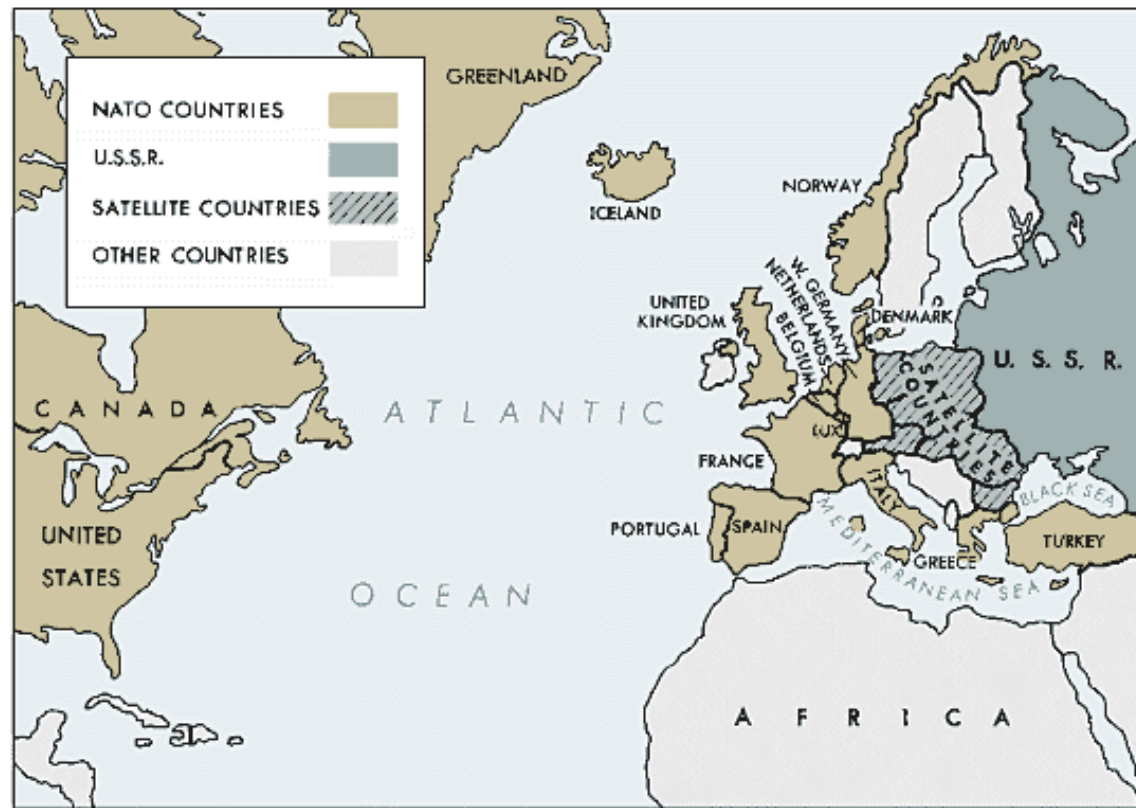 GREENLAND
NATO COUNTRIES
U.S.S.R.
SATELLITE COUNTRIES
OTHER COUNTRIES
ICELAND
NORWAY
UNITED
KINGDOM
W. GERMANY
NETHERLANDS
BELGIUM
DENMARK
U. S. S. R.
SATELLITE
COUNTRIES
CANADA
ATLANTIC
LUX.
FRANCE
ITALY
BLACK SEA
UNITED
STATES
PORTUGAL
SPAIN
MEDITERRANEAN SEA
GREECE
TURKEY
OCEAN
AFRICA